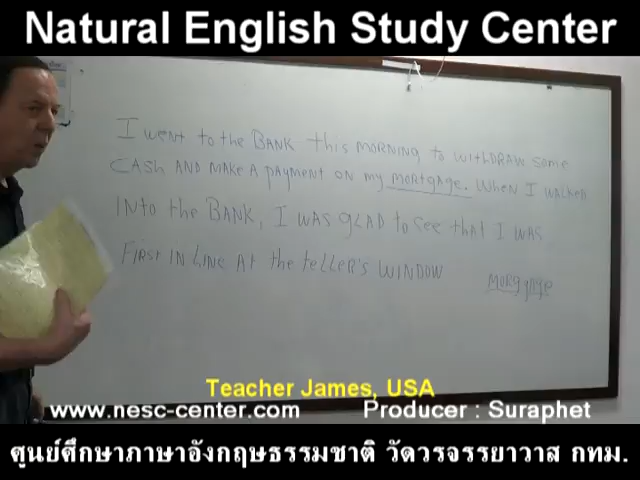 Natural English Study Center
I went to the BANK this MORNING to withDRAW some
CASH AND MAKE A PAYMENT ON my mortgage. When I WALKED
INto the BANK, I WAS GLAD to see that I WAS
FIRST IN LINE At the teLLER'S WINDOW
mortgage
Teacher James, USA
www.nesc-center.com Producer : Suraphet
ศูนย์ศึกษาภาษาอังกฤษธรรมชาติ วัดวรจรรยาวาส กทม.